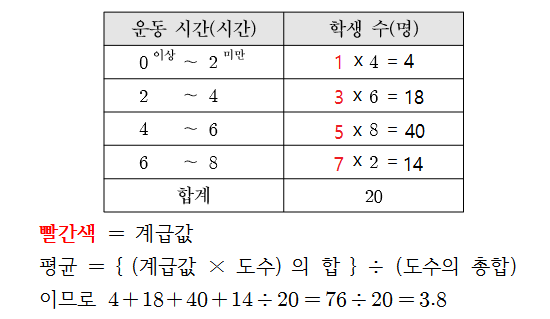 운동 시간(시간) 학생 수(명)
0 이상 ~ 2 미만 1 x 4 = 4
2 ~ 4 3 x 6 = 18
4 ~ 6 5 x 8 = 40
6 ~ 8 7 x 2 = 14
합계 20
빨간색 = 계급값
평균 = { (계급값 × 도수) 의 합 } ÷ (도수의 총합)
이므로 4+18+40+14÷20=76÷20=3.8